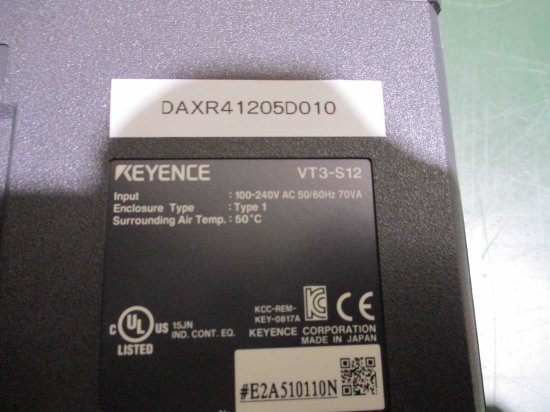 DAXR41205D010
KEYENCE VT3-S12
Input : 100-240V AC 50/60Hz 70VA
Enclosure Type : Type 1
Surrounding Air Temp. : 50°C
C UL US LISTED
15JN
IND. CONT. EQ.
KCC-REM-
KEY-0817A
KC CE
KEYENCE CORPORATION
MADE IN JAPAN
#E2A510110N